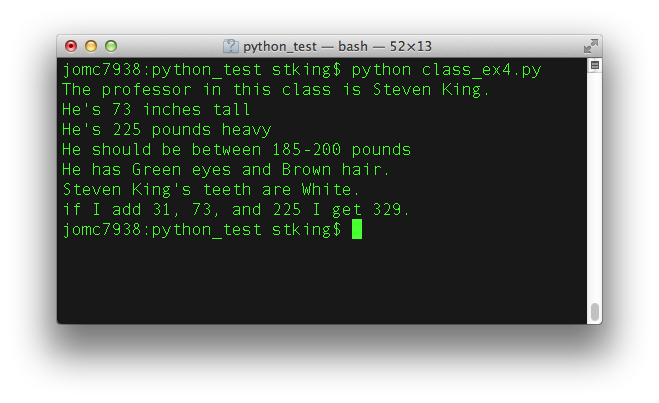 python_test — bash — 52×13
jomc7938:python_test stking$ python class_ex4.py
The professor in this class is Steven King.
He's 73 inches tall
He's 225 pounds heavy
He should be between 185-200 pounds
He has Green eyes and Brown hair.
Steven King's teeth are White.
if I add 31, 73, and 225 I get 329.
jomc7938:python_test stking$